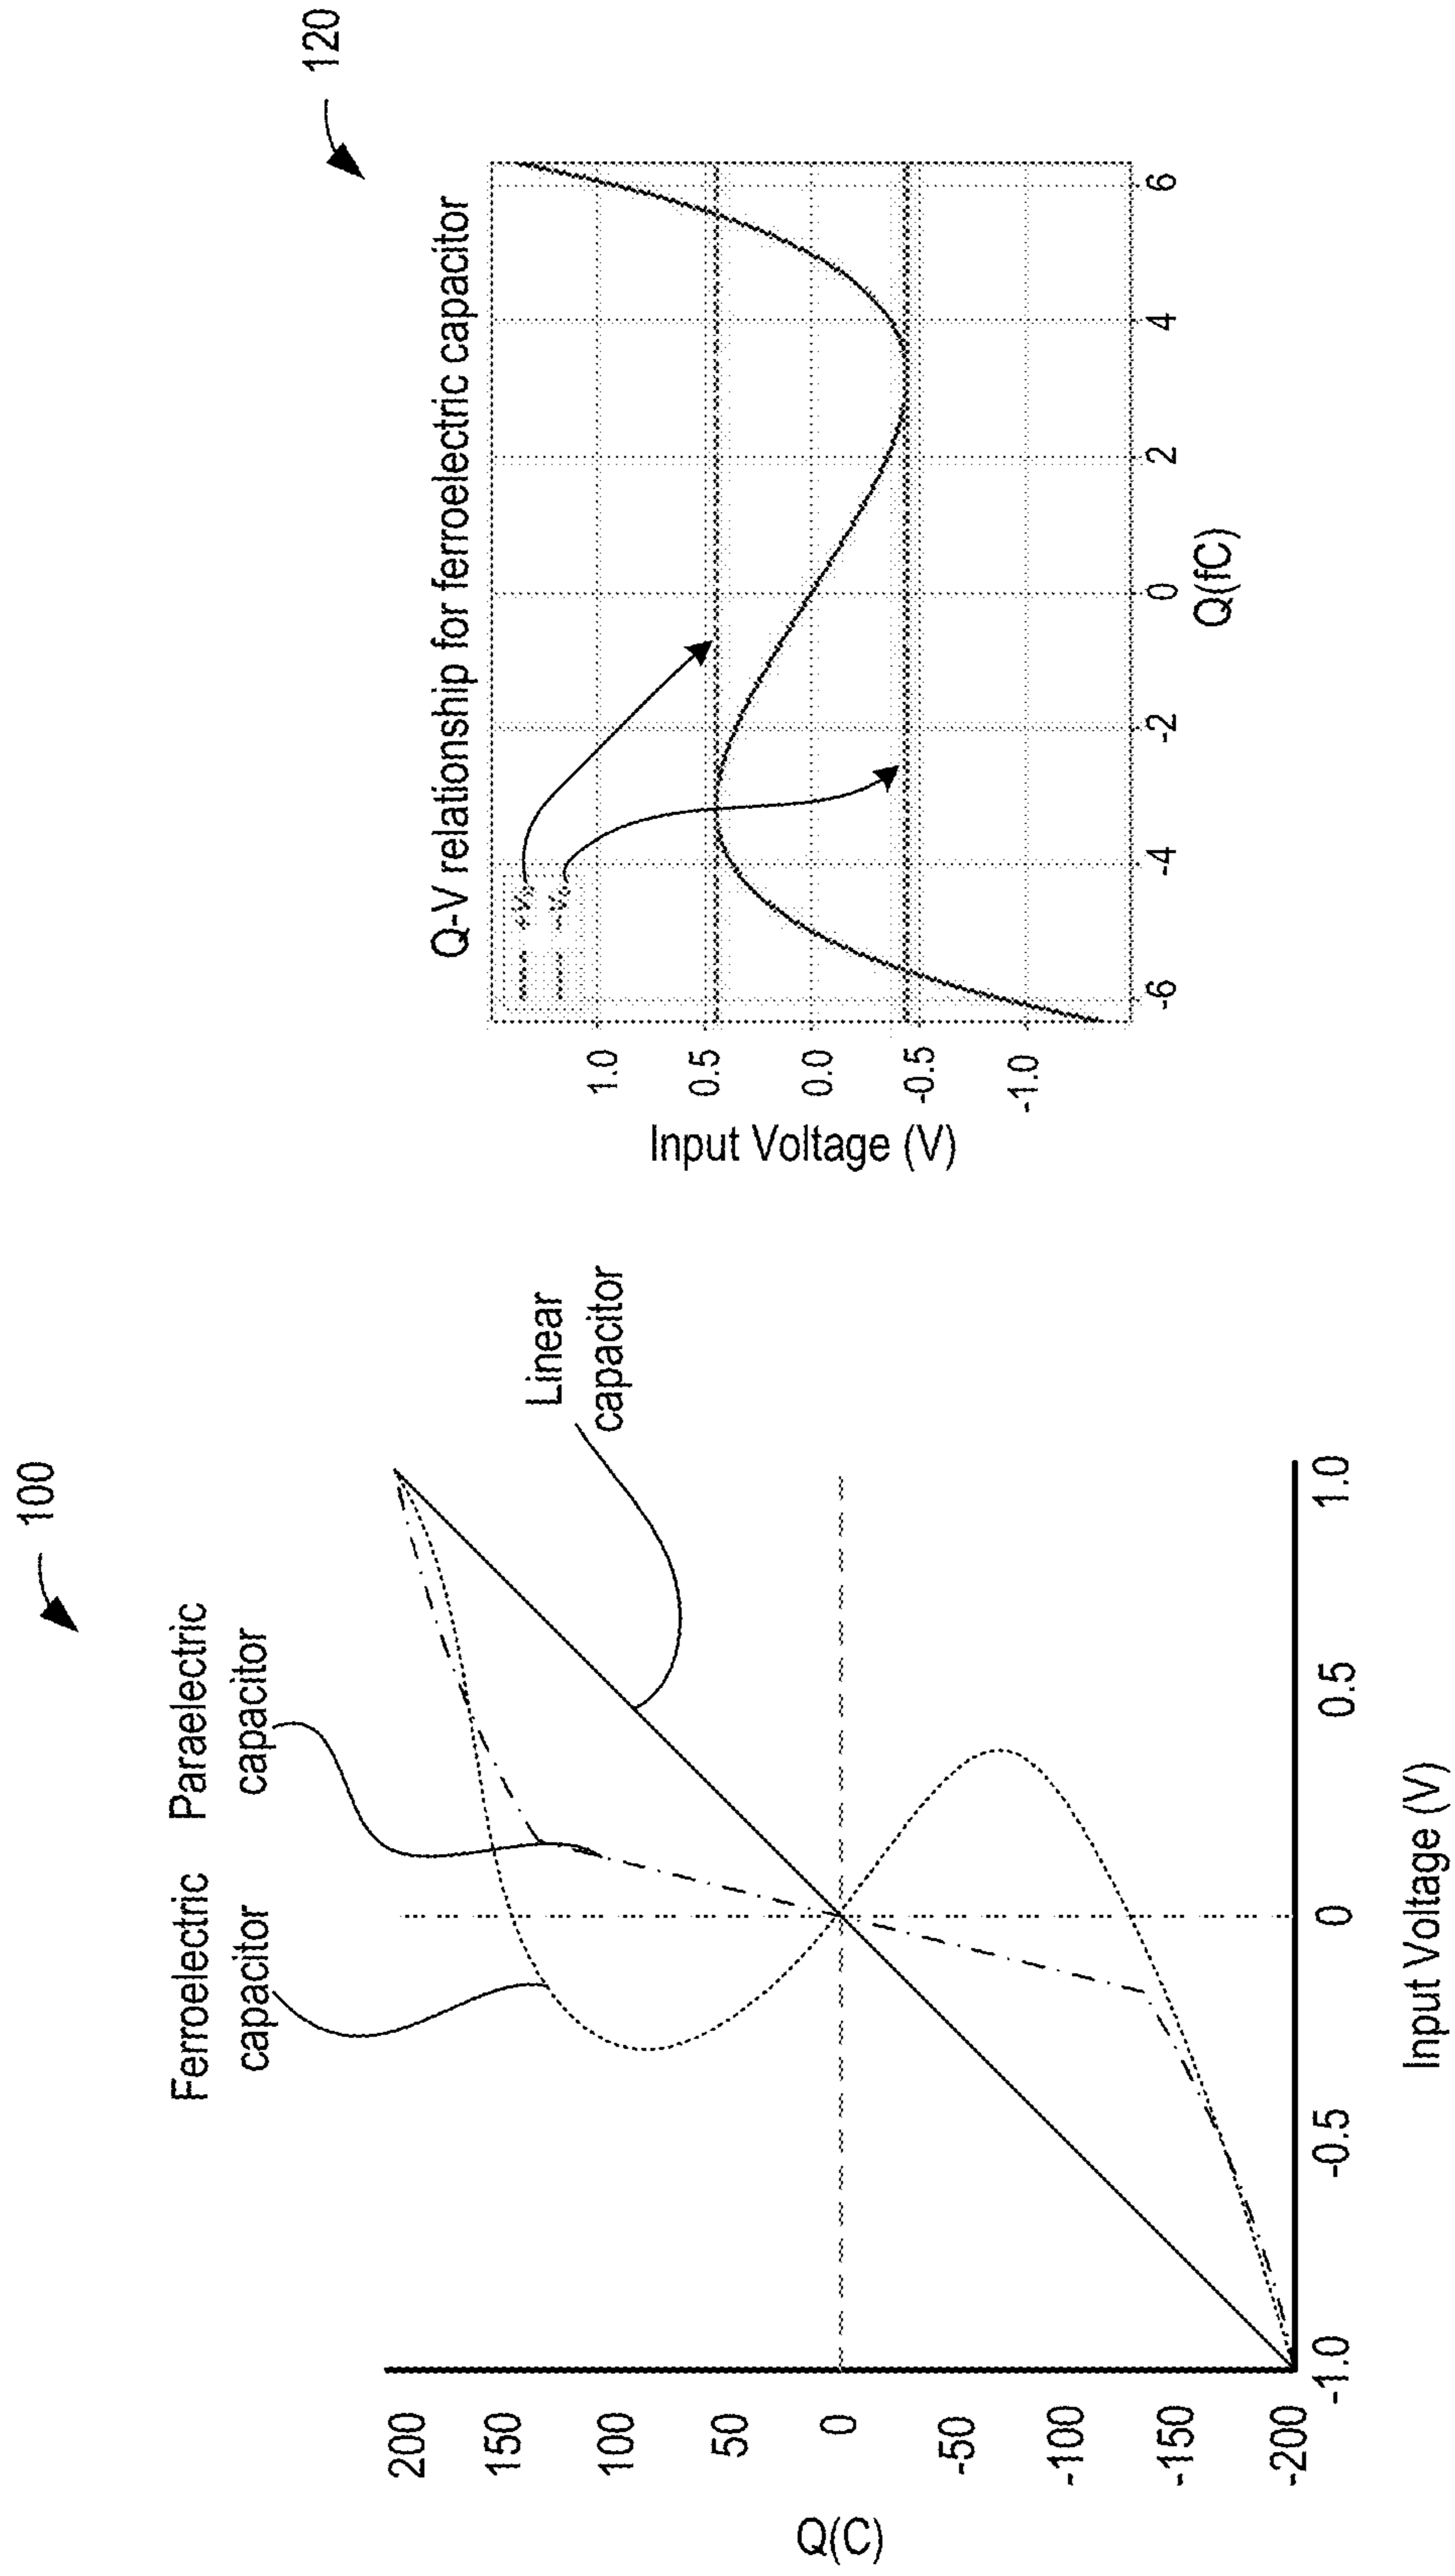 100
Ferroelectric
capacitor
Paraelectric
capacitor
Linear
capacitor
Q(C)
200
150
100
50
0
-50
-100
-150
-200
-1.0
-0.5
0
0.5
1.0
Input Voltage (V)
120
Q-V relationship for ferroelectric capacitor
Input Voltage (V)
1.0
0.5
0.0
-0.5
-1.0
-6
-4
-2
0
2
4
6
Q(fC)